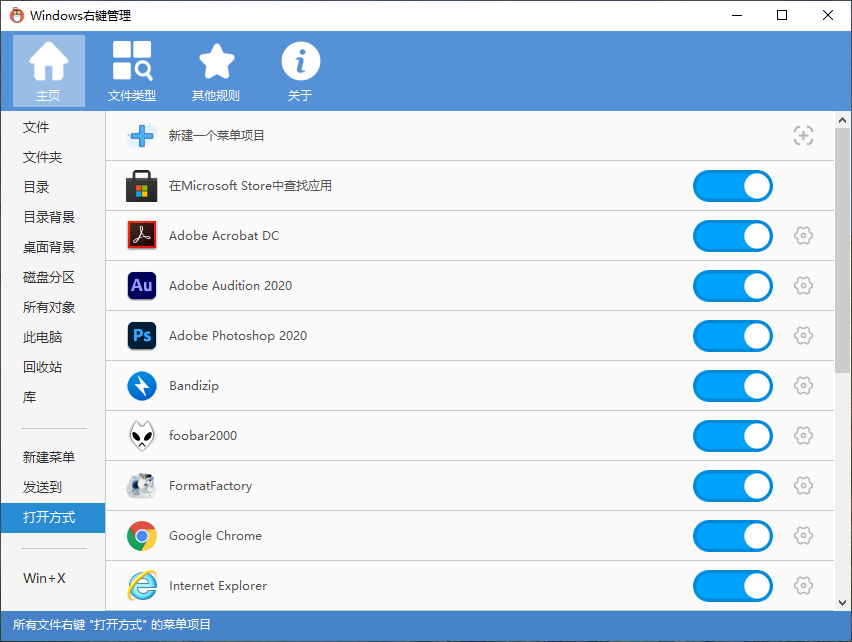 Windows右键管理
主页
文件类型
其他规则
关于
文件
文件夹
目录
目录背景
桌面背景
磁盘分区
所有对象
此电脑
回收站
库
新建菜单
发送到
打开方式
Win+X
新建一个菜单项目
在Microsoft Store中查找应用
Adobe Acrobat DC
Au
Adobe Audition 2020
Ps
Adobe Photoshop 2020
Bandizip
foobar2000
FormatFactory
Google Chrome
Internet Explorer
所有文件右键 "打开方式" 的菜单项目